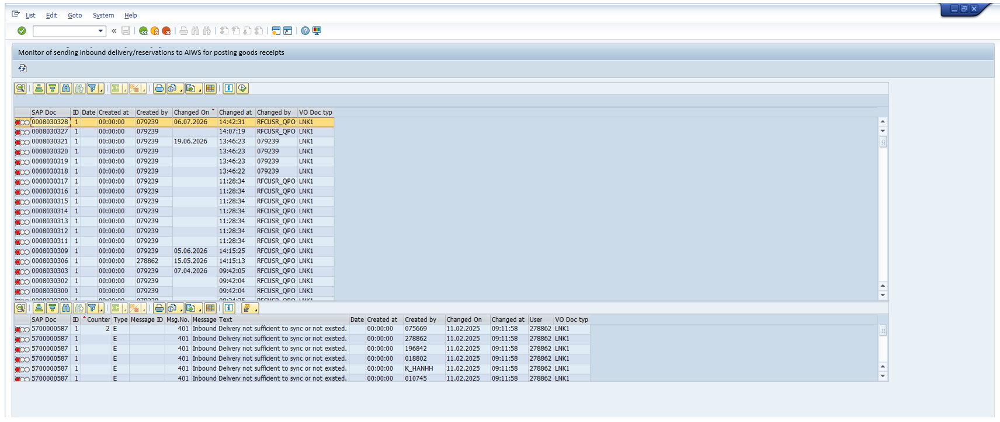 List Edit Goto System Help
«
Monitor of sending inbound delivery/reservations to AIWS for posting goods receipts
SAP Doc ID Date Created at Created by Changed On Changed at Changed by VO Doc typ
0008030328 1 00:00:00 079239 06.07.2026 14:42:31 RFCUSR_QPO LNK1
0008030327 1 00:00:00 079239 14:07:19 RFCUSR_QPO LNK1
0008030321 1 00:00:00 079239 19.06.2026 13:46:23 079239 LNK1
0008030320 1 00:00:00 079239 13:46:23 079239 LNK1
0008030319 1 00:00:00 079239 13:46:23 079239 LNK1
0008030318 1 00:00:00 079239 13:46:22 079239 LNK1
0008030317 1 00:00:00 079239 11:28:34 RFCUSR_QPO LNK1
0008030316 1 00:00:00 079239 11:28:34 RFCUSR_QPO LNK1
0008030315 1 00:00:00 079239 11:28:34 RFCUSR_QPO LNK1
0008030314 1 00:00:00 079239 11:28:34 RFCUSR_QPO LNK1
0008030313 1 00:00:00 079239 11:28:34 RFCUSR_QPO LNK1
0008030312 1 00:00:00 079239 11:28:34 RFCUSR_QPO LNK1
0008030311 1 00:00:00 079239 11:28:34 RFCUSR_QPO LNK1
0008030309 1 00:00:00 079239 05.06.2026 14:15:25 RFCUSR_QPO LNK1
0008030306 1 00:00:00 278862 15.05.2026 14:15:13 RFCUSR_QPO LNK1
0008030303 1 00:00:00 079239 07.04.2026 09:42:05 RFCUSR_QPO LNK1
0008030302 1 00:00:00 079239 09:42:04 RFCUSR_QPO LNK1
0008030300 1 00:00:00 079239 09:42:04 RFCUSR_QPO LNK1
SAP Doc ID Counter Type Message ID Msg.No. Message Text Date Created at Created by Changed On Changed at User VO Doc typ
5700000587 1 2 E 401 Inbound Delivery not sufficient to sync or not existed. 00:00:00 075669 11.02.2025 09:11:58 278862 LNK1
5700000587 1 E 401 Inbound Delivery not sufficient to sync or not existed. 00:00:00 278862 11.02.2025 09:11:58 278862 LNK1
5700000587 1 E 401 Inbound Delivery not sufficient to sync or not existed. 00:00:00 196842 11.02.2025 09:11:58 278862 LNK1
5700000587 1 E 401 Inbound Delivery not sufficient to sync or not existed. 00:00:00 018802 11.02.2025 09:11:58 278862 LNK1
5700000587 1 E 401 Inbound Delivery not sufficient to sync or not existed. 00:00:00 K_HANHH 11.02.2025 09:11:58 278862 LNK1
5700000587 1 E 401 Inbound Delivery not sufficient to sync or not existed. 00:00:00 010745 11.02.2025 09:11:58 278862 LNK1